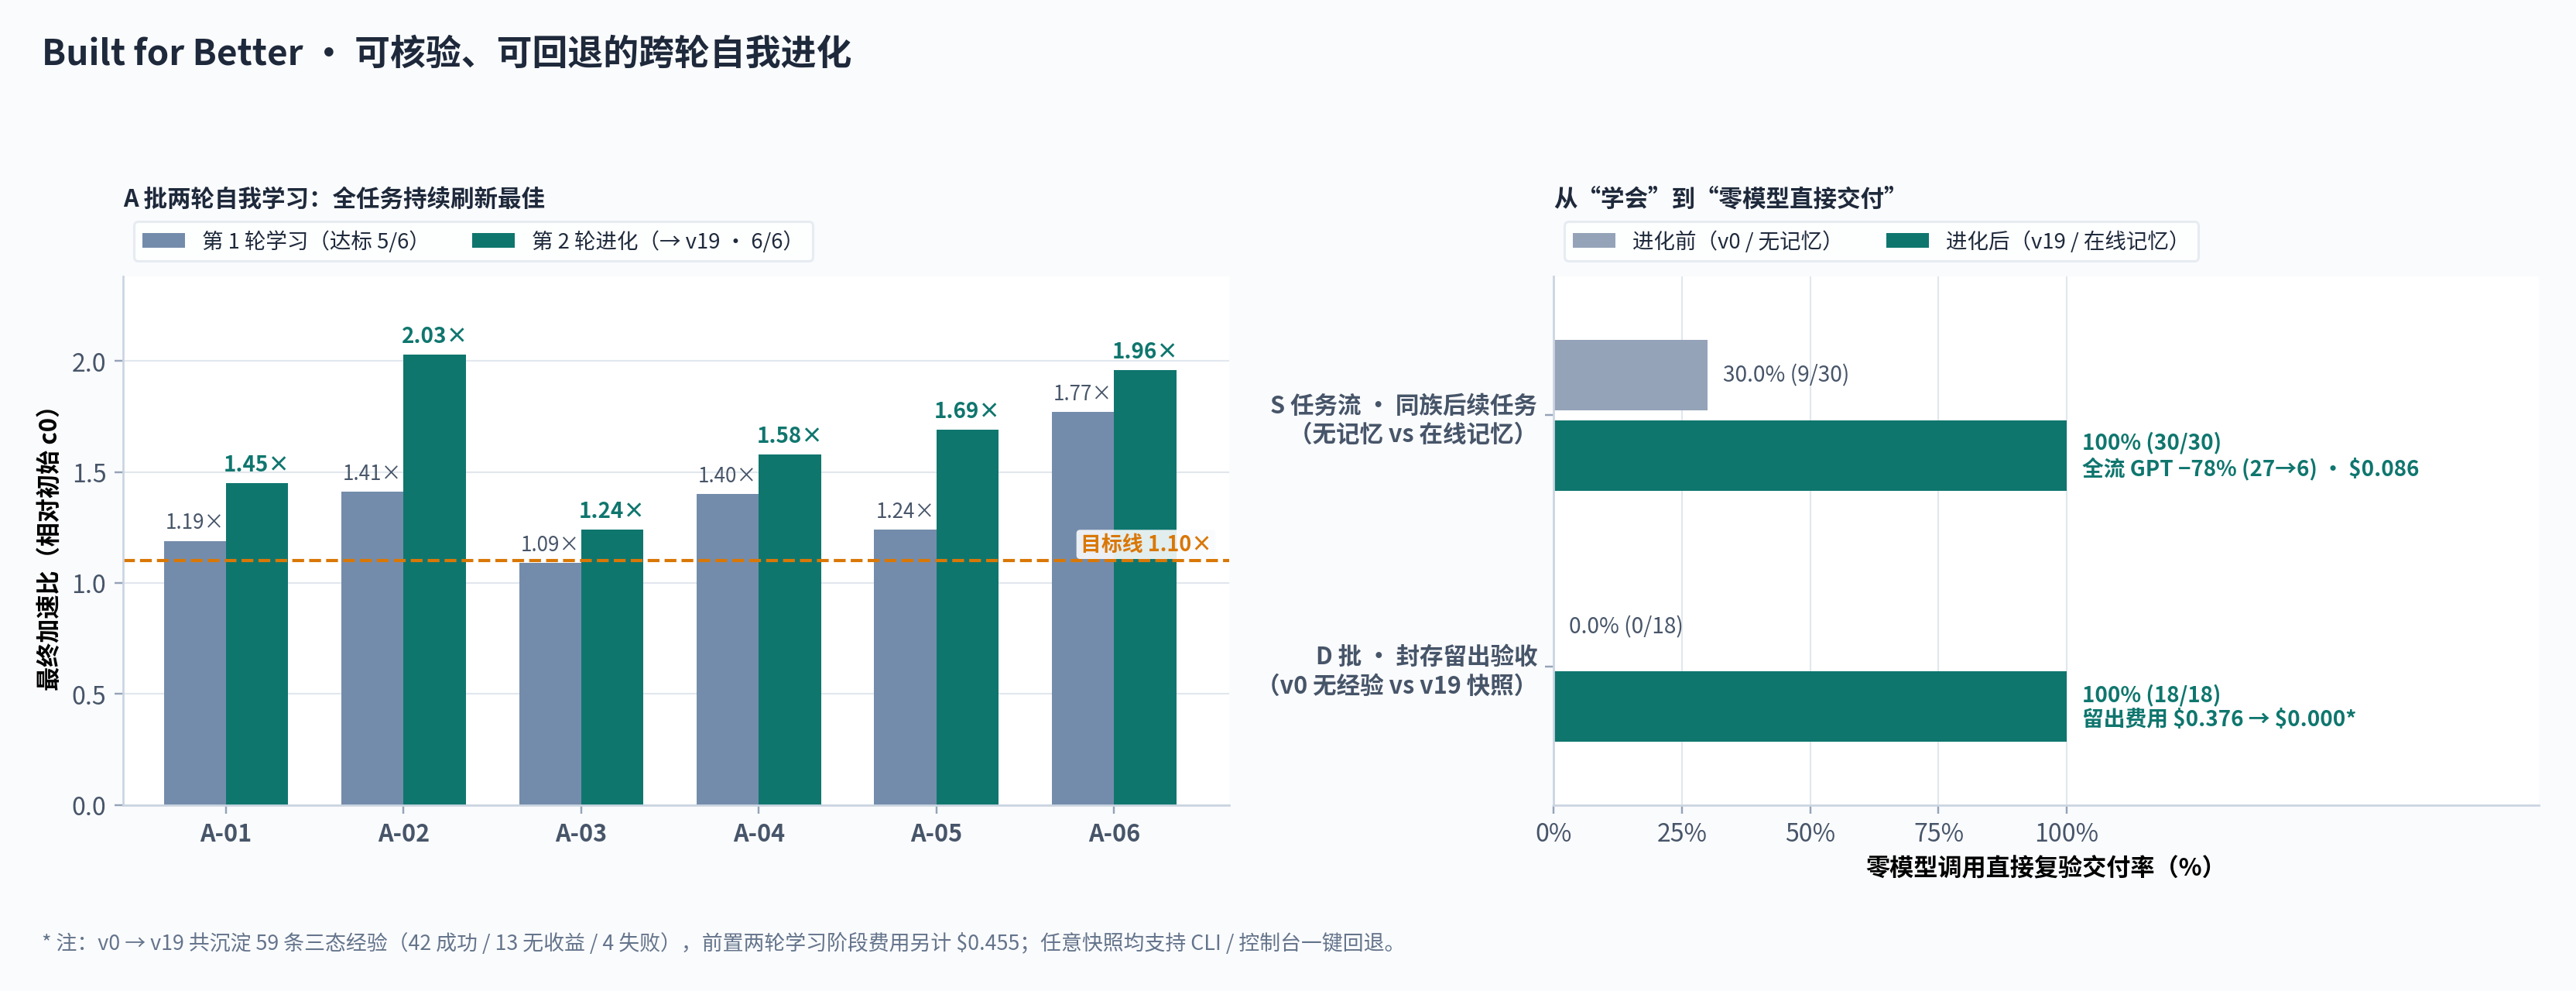 Built for Better · 可核验、可回退的跨轮自我进化
A 批两轮自我学习：全任务持续刷新最佳
第 1 轮学习（达标 5/6）
第 2 轮进化（→ v19 · 6/6）
最终加速比（相对初始 c0）
2.0
1.5
1.0
0.5
0.0
1.19×
1.45×
1.41×
2.03×
1.09×
1.24×
1.40×
1.58×
1.24×
1.69×
1.77×
1.96×
目标线 1.10×
A-01
A-02
A-03
A-04
A-05
A-06
从“学会”到“零模型直接交付”
进化前（v0 / 无记忆）
进化后（v19 / 在线记忆）
S 任务流 · 同族后续任务
（无记忆 vs 在线记忆）
30.0% (9/30)
100% (30/30)
全流 GPT −78% (27→6) · $0.086
D 批 · 封存留出验收
（v0 无经验 vs v19 快照）
0.0% (0/18)
100% (18/18)
留出费用 $0.376 → $0.000*
0%
25%
50%
75%
100%
零模型调用直接复验交付率（%）
* 注：v0 → v19 共沉淀 59 条三态经验（42 成功 / 13 无收益 / 4 失败），前置两轮学习阶段费用另计 $0.455；任意快照均支持 CLI / 控制台一键回退。